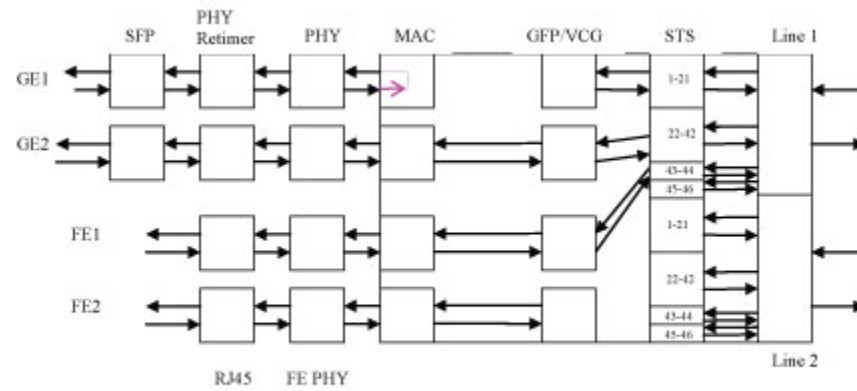 SFP PHY Retimer PHY MAC GFP/VCG STS Line 1
GE1
1-21
GE2
22-42
43-44
45-46
FE1
1-21
22-42
FE2
43-44
45-46
Line 2
RJ45 FE PHY